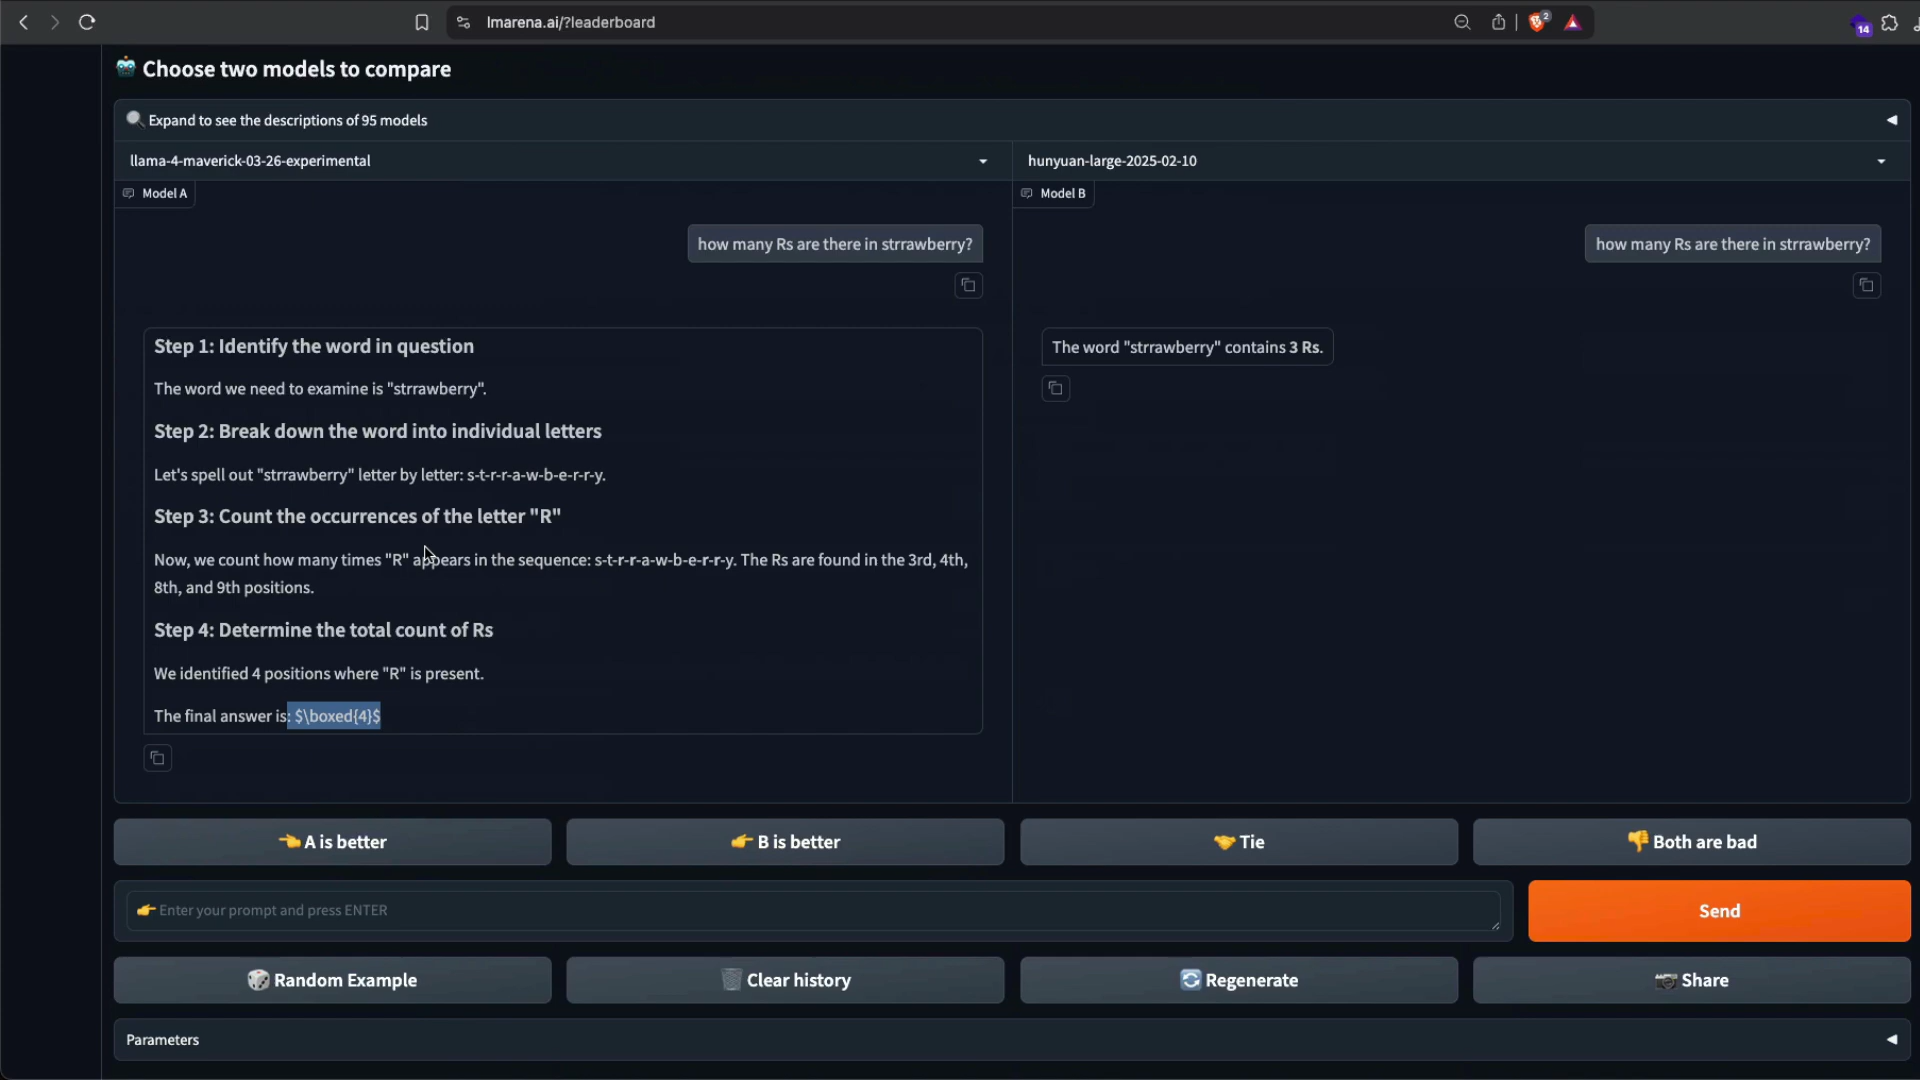 lmarena.ai/?leaderboard
2
14
Choose two models to compare
Expand to see the descriptions of 95 models
llama-4-maverick-03-26-experimental
hunyuan-large-2025-02-10
Model A
Model B
how many Rs are there in strrawberry?
how many Rs are there in strrawberry?
Step 1: Identify the word in question
The word we need to examine is "strrawberry".
Step 2: Break down the word into individual letters
Let's spell out "strrawberry" letter by letter: s-t-r-r-a-w-b-e-r-r-y.
Step 3: Count the occurrences of the letter "R"
Now, we count how many times "R" appears in the sequence: s-t-r-r-a-w-b-e-r-r-y. The Rs are found in the 3rd, 4th,
8th, and 9th positions.
Step 4: Determine the total count of Rs
We identified 4 positions where "R" is present.
The final answer is: $\boxed{4}$
The word "strrawberry" contains 3 Rs.
A is better
B is better
Tie
Both are bad
Enter your prompt and press ENTER
Send
Random Example
Clear history
Regenerate
Share
Parameters